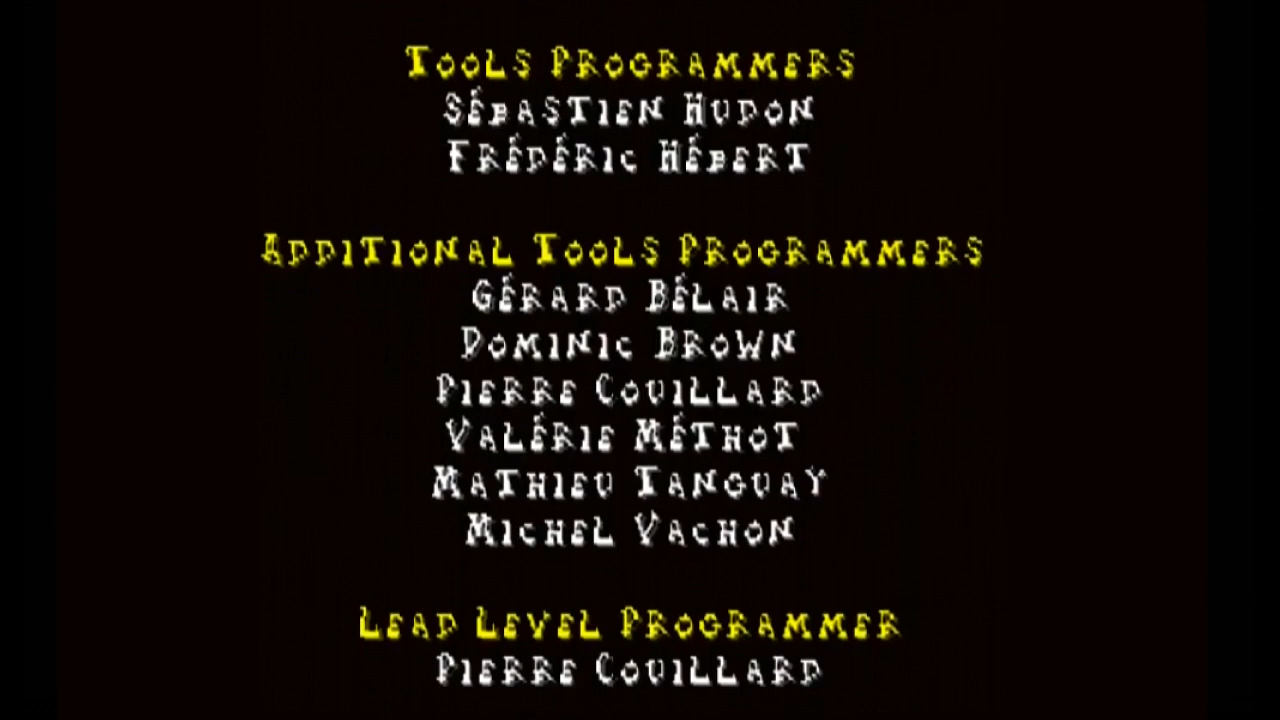 Tools Programmers
Sébastien Hudon
Frédéric Hébert
Additional Tools Programmers
Gérard Bélair
Dominic Brown
Pierre Couillard
Valérie Méthot
Mathieu Tanguay
Michel Vachon
Lead Level Programmer
Pierre Couillard